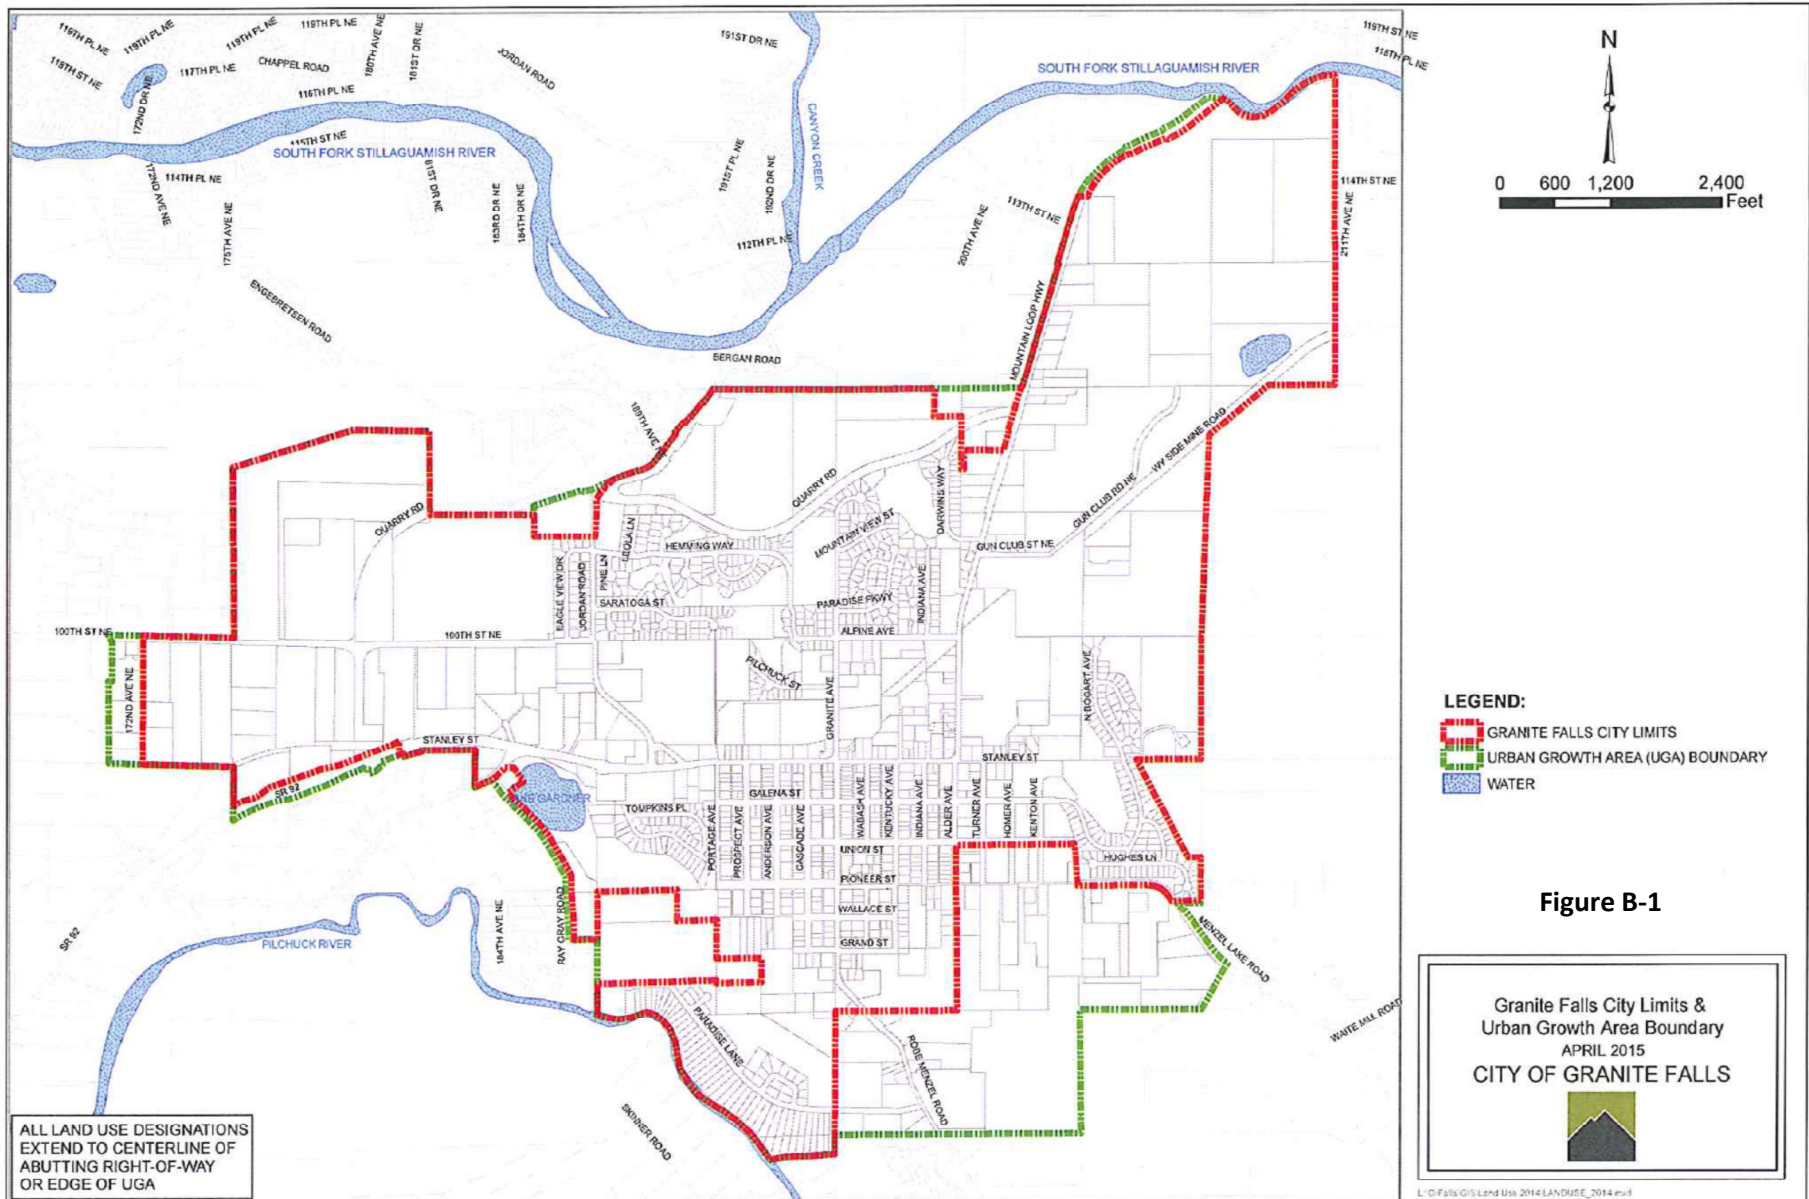 119TH PL NE
119TH PL NE
119TH PL NE
119TH PL NE
180TH AVE NE
181ST DR NE
191ST DR NE
119TH ST NE
118TH PL NE
118TH ST NE
117TH PL NE
CHAPPEL ROAD
JORDAN ROAD
SOUTH FORK STILLAGUAMISH RIVER
172ND DR NE
116TH PL NE
CANYON CREEK
115TH ST NE
SOUTH FORK STILLAGUAMISH RIVER
114TH PL NE
172ND AVE NE
175TH AVE NE
81ST DR NE
183RD DR NE
184TH DR NE
191ST PL NE
192ND DR NE
112TH PL NE
200TH AVE NE
113TH ST NE
114TH ST NE
211TH AVE NE
ENGEBRETSEN ROAD
BERGAN ROAD
MOUNTAIN LOOP HWY
189TH AVE
QUARRY RD
QUARRY RD
DARWINS WAY
MOUNTAIN VIEW ST
GUN CLUB RD NE
WY SIDE MINE ROAD
GUN CLUB ST NE
LEOLA LN
HEMMING WAY
EAGLE VIEW DR
JORDAN ROAD
PINE LN
SARATOGA ST
PARADISE PKWY
INDIANA AVE
ALPINE AVE
100TH ST NE
100TH ST NE
172ND AVE NE
PILCHUCK ST
GRANITE AVE
N BOGART AVE
STANLEY ST
STANLEY ST
SR 92
LAKE GARDNER
GALENA ST
TOMPKINS PL
PORTAGE AVE
PROSPECT AVE
ANDERSON AVE
CASCADE AVE
WABASH AVE
KENTUCKY AVE
INDIANA AVE
ALDER AVE
TURNER AVE
HOMER AVE
KENTON AVE
UNION ST
HUGHES LN
PIONEER ST
WALLACE ST
GRAND ST
MENZEL LAKE ROAD
RAY GRAY ROAD
184TH AVE NE
PILCHUCK RIVER
SR 92
PARADISE LANE
ROBE MENZEL ROAD
WAITE MILL ROAD
SKINNER ROAD
ALL LAND USE DESIGNATIONS
EXTEND TO CENTERLINE OF
ABUTTING RIGHT-OF-WAY
OR EDGE OF UGA
N
0 600 1,200 2,400
Feet
LEGEND:
GRANITE FALLS CITY LIMITS
URBAN GROWTH AREA (UGA) BOUNDARY
WATER
Figure B-1
Granite Falls City Limits &
Urban Growth Area Boundary
APRIL 2015
CITY OF GRANITE FALLS